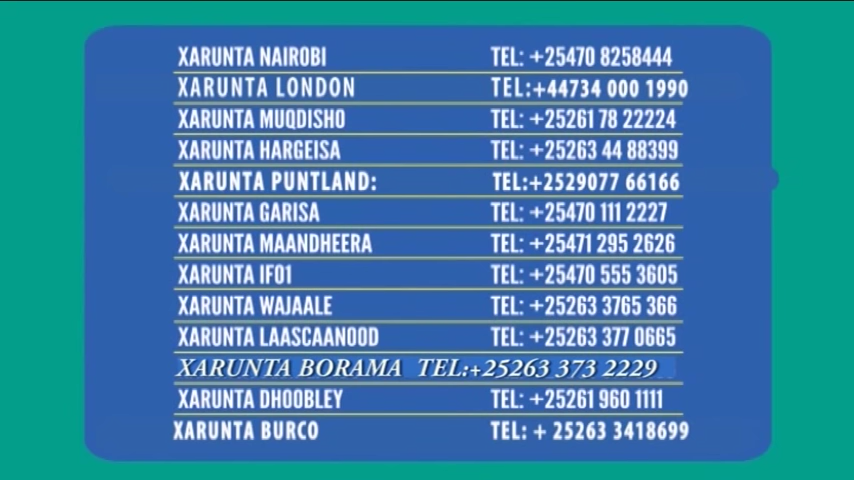 XARUNTA NAIROBI TEL: +25470 8258444
XARUNTA LONDON TEL:+44734 000 1990
XARUNTA MUQDISHO TEL: +25261 78 22224
XARUNTA HARGEISA TEL: +25263 44 88399
XARUNTA PUNTLAND: TEL:+2529077 66166
XARUNTA GARISA TEL: +25470 111 2227
XARUNTA MAANDHEERA TEL: +25471 295 2626
XARUNTA IFO1 TEL: +25470 555 3605
XARUNTA WAJAALE TEL: +25263 3765 366
XARUNTA LAASCAANOOD TEL: +25263 377 0665
XARUNTA BORAMA TEL:+25263 373 2229
XARUNTA DHOOBLEY TEL: +25261 960 1111
XARUNTA BURCO TEL: + 25263 3418699